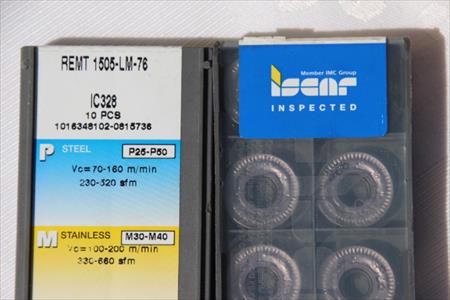 REMT 1505-LM-76
IC328
10 PCS
1016348102-0815736
P STEEL P25-P50
Vc=70-160 m/min
230-520 sfm
M STAINLESS M30-M40
Vc=100-200 m/min
330-660 sfm
Member IMC Group
iscar
INSPECTED